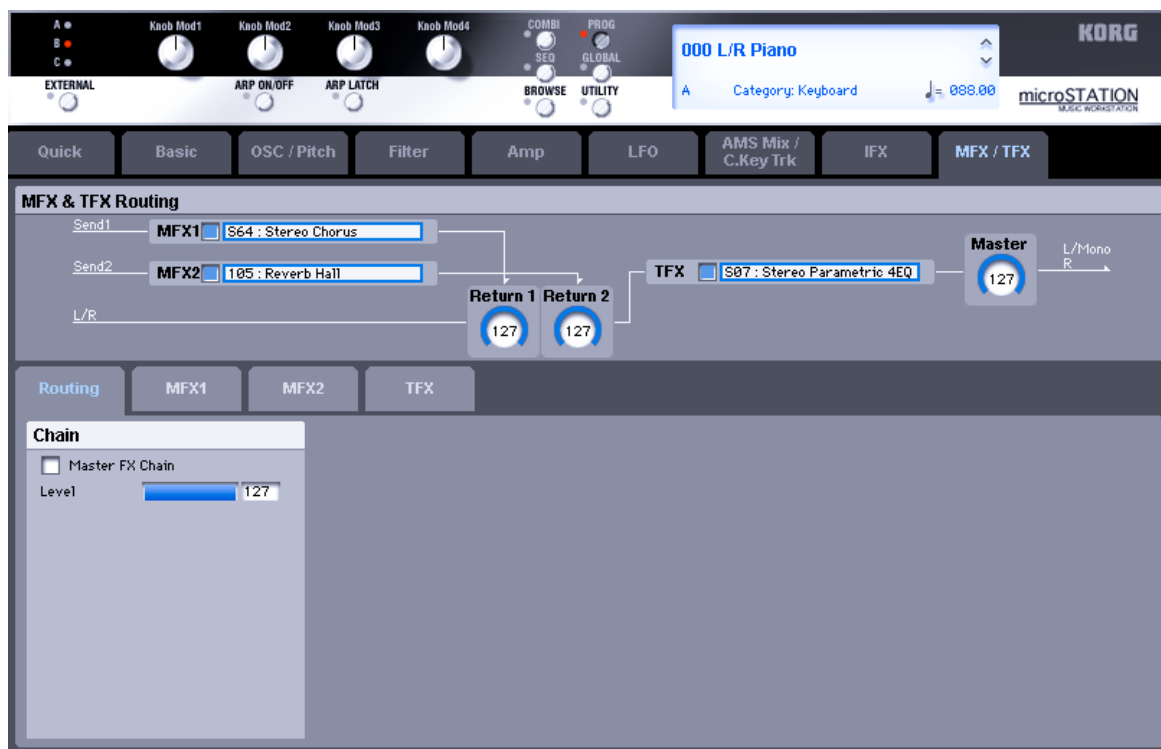 A
B
C
Knob Mod1 Knob Mod2 Knob Mod3 Knob Mod4
COMBI PROG
SEQ GLOBAL
EXTERNAL ARP ON/OFF ARP LATCH
BROWSE UTILITY
000 L/R Piano
A Category: Keyboard ♩= 088.00
KORG
microSTATION
MUSIC WORKSTATION
Quick Basic OSC / Pitch Filter Amp LFO AMS Mix / C.Key Trk IFX MFX / TFX
MFX & TFX Routing
Send1 MFX1 S64 : Stereo Chorus
Send2 MFX2 105 : Reverb Hall
L/R
Return 1 Return 2
127 127
TFX S07 : Stereo Parametric 4EQ
Master
127
L/Mono
R
Routing MFX1 MFX2 TFX
Chain
Master FX Chain
Level 127